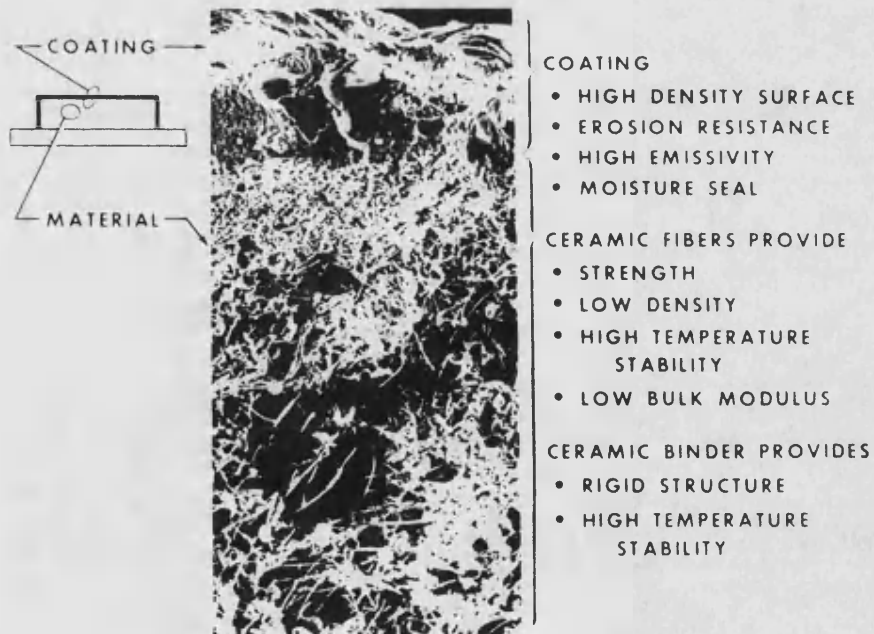 COATING
MATERIAL
COATING
• HIGH DENSITY SURFACE
• EROSION RESISTANCE
• HIGH EMISSIVITY
• MOISTURE SEAL
CERAMIC FIBERS PROVIDE
• STRENGTH
• LOW DENSITY
• HIGH TEMPERATURE
STABILITY
• LOW BULK MODULUS
CERAMIC BINDER PROVIDES
• RIGID STRUCTURE
• HIGH TEMPERATURE
STABILITY